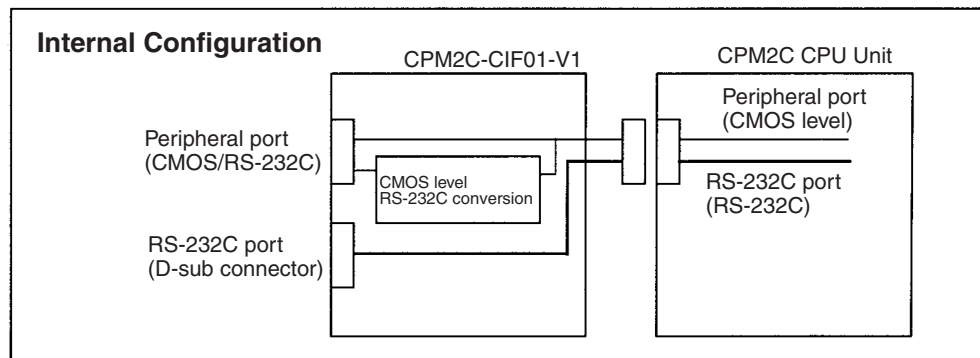 Internal Configuration
CPM2C-CIF01-V1
CPM2C CPU Unit
Peripheral port
(CMOS/RS-232C)
CMOS level
RS-232C conversion
RS-232C port
(D-sub connector)
Peripheral port
(CMOS level)
RS-232C port
(RS-232C)